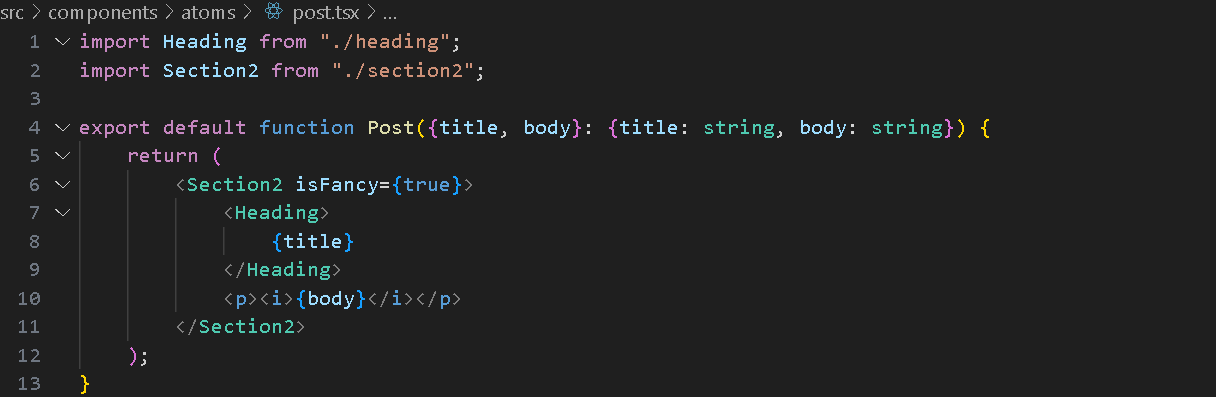 src > components > atoms > post.tsx > ...
1 import Heading from "./heading";
2 import Section2 from "./section2";
3
4 export default function Post({title, body}: {title: string, body: string}) {
5     return (
6         <Section2 isFancy={true}>
7             <Heading>
8                 {title}
9             </Heading>
10             <p><i>{body}</i></p>
11         </Section2>
12     );
13 }